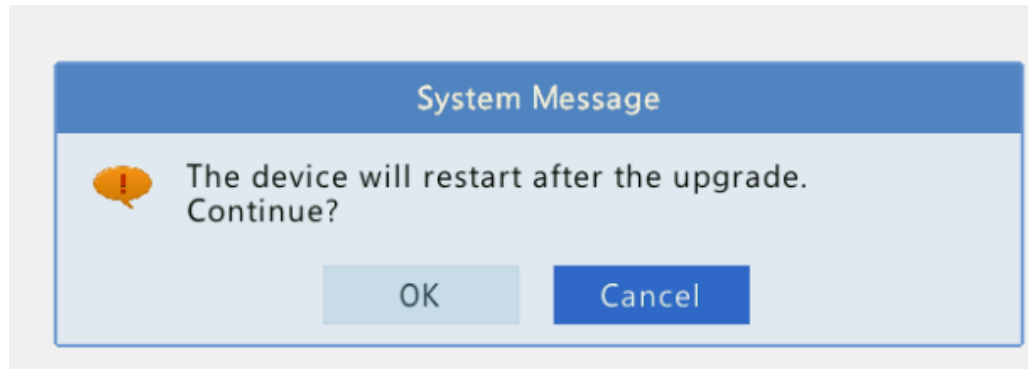 System Message
The device will restart after the upgrade.
Continue?
OK
Cancel